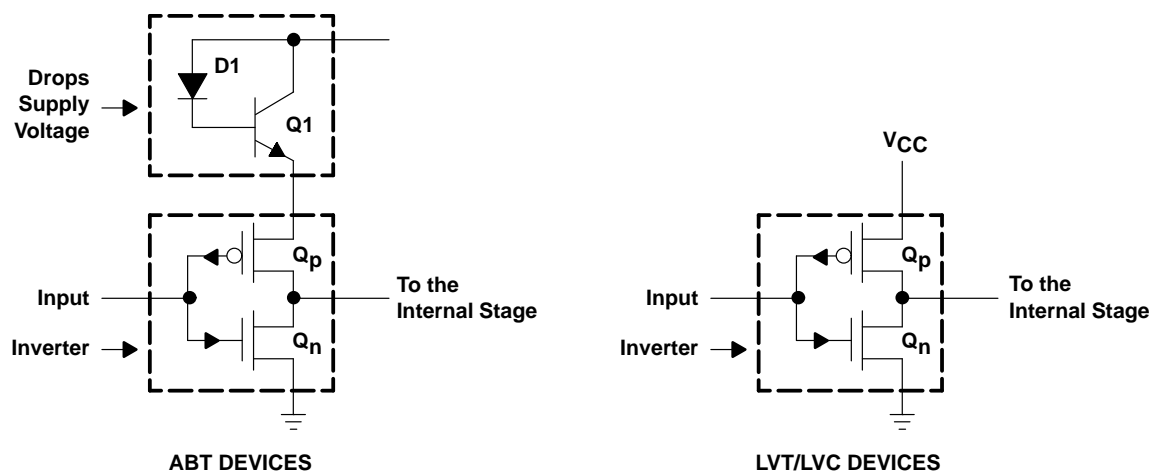 D1
Drops
Supply
Voltage
Q1
Qp
Input
To the
Internal Stage
Inverter
Qn
ABT DEVICES
VCC
Qp
Input
To the
Internal Stage
Inverter
Qn
LVT/LVC DEVICES